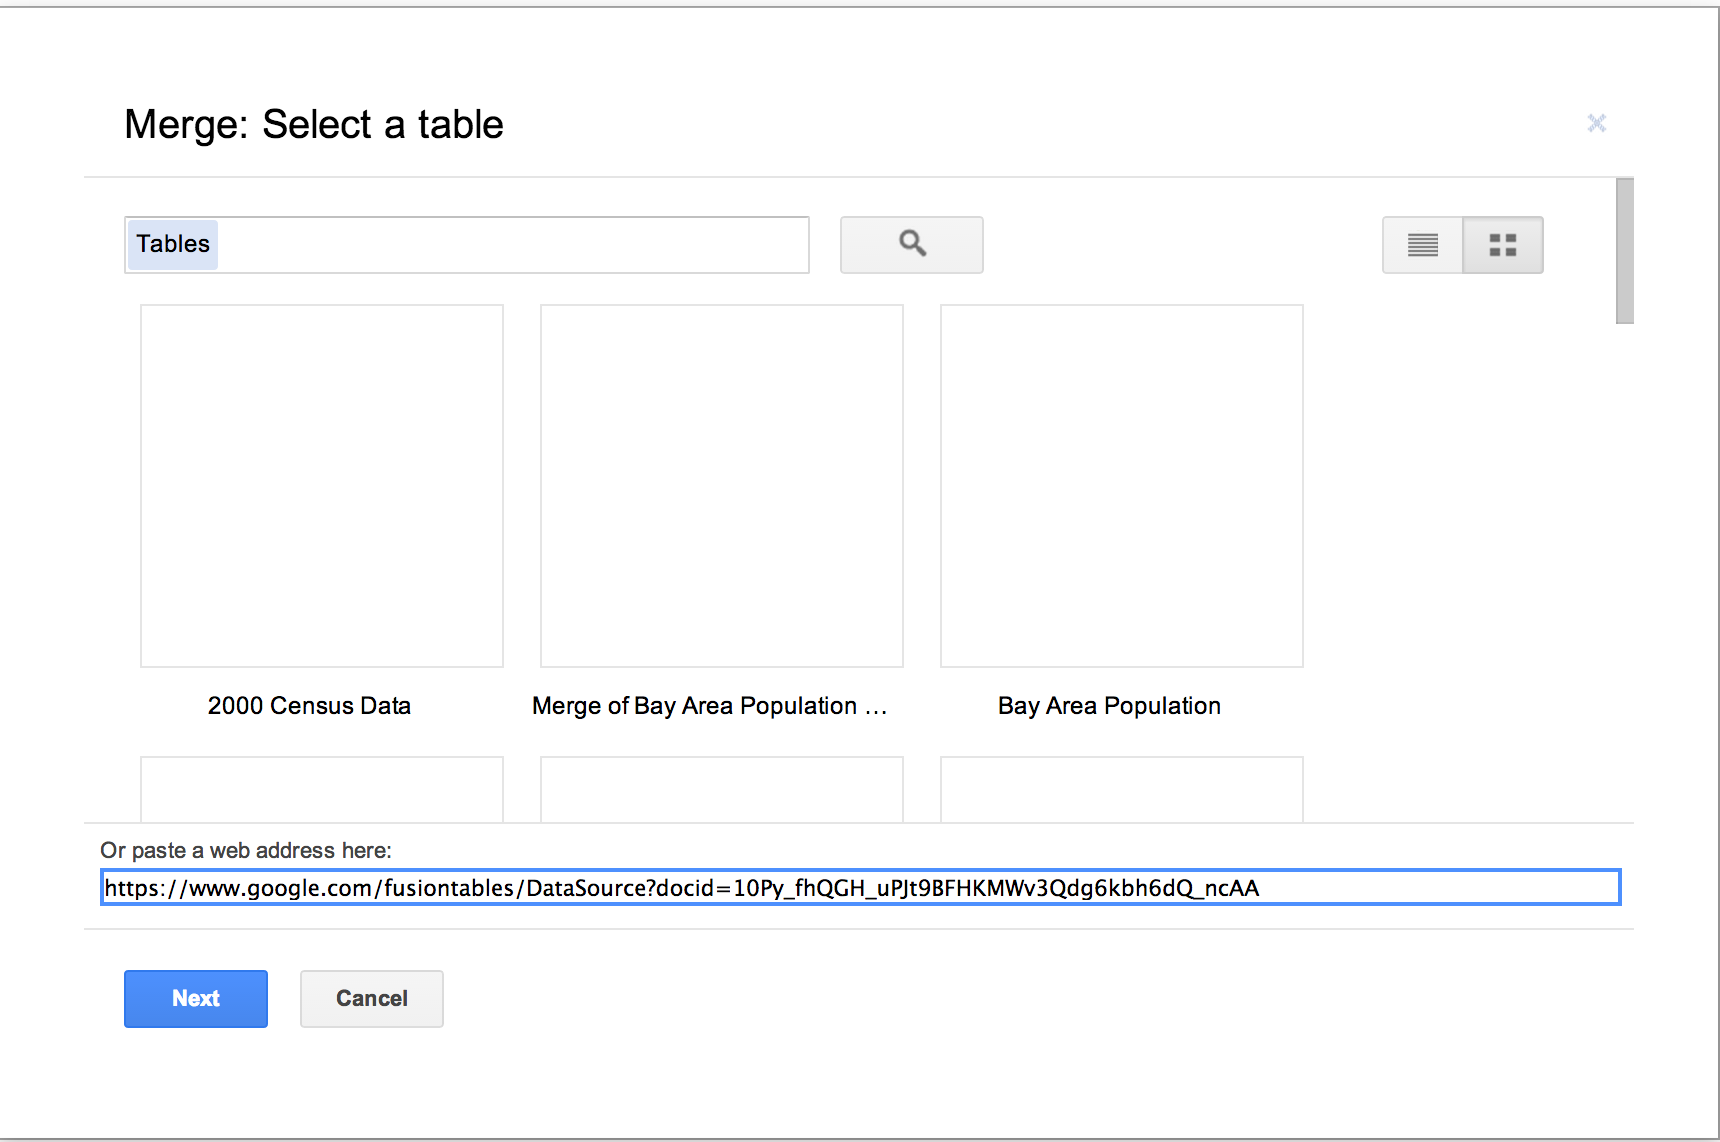 Merge: Select a table
Tables
2000 Census Data
Merge of Bay Area Population ...
Bay Area Population
Or paste a web address here:
https://www.google.com/fusiontables/DataSource?docid=10Py_fhQGH_uPJt9BFHKMWv3Qdg6kbh6dQ_ncAA
Next
Cancel